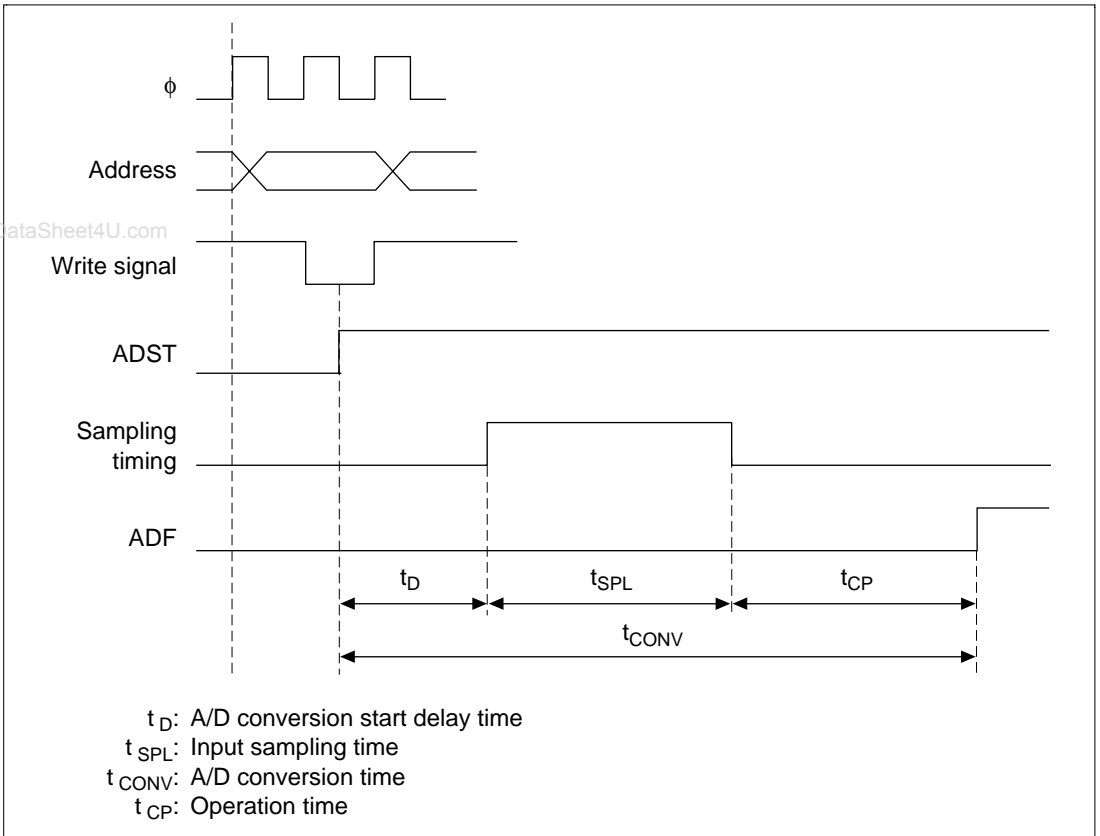 ϕ
Address
DataSheet4U.com
Write signal
ADST
Sampling
timing
ADF
tD
tSPL
tCP
tCONV
tD: A/D conversion start delay time
tSPL: Input sampling time
tCONV: A/D conversion time
tCP: Operation time